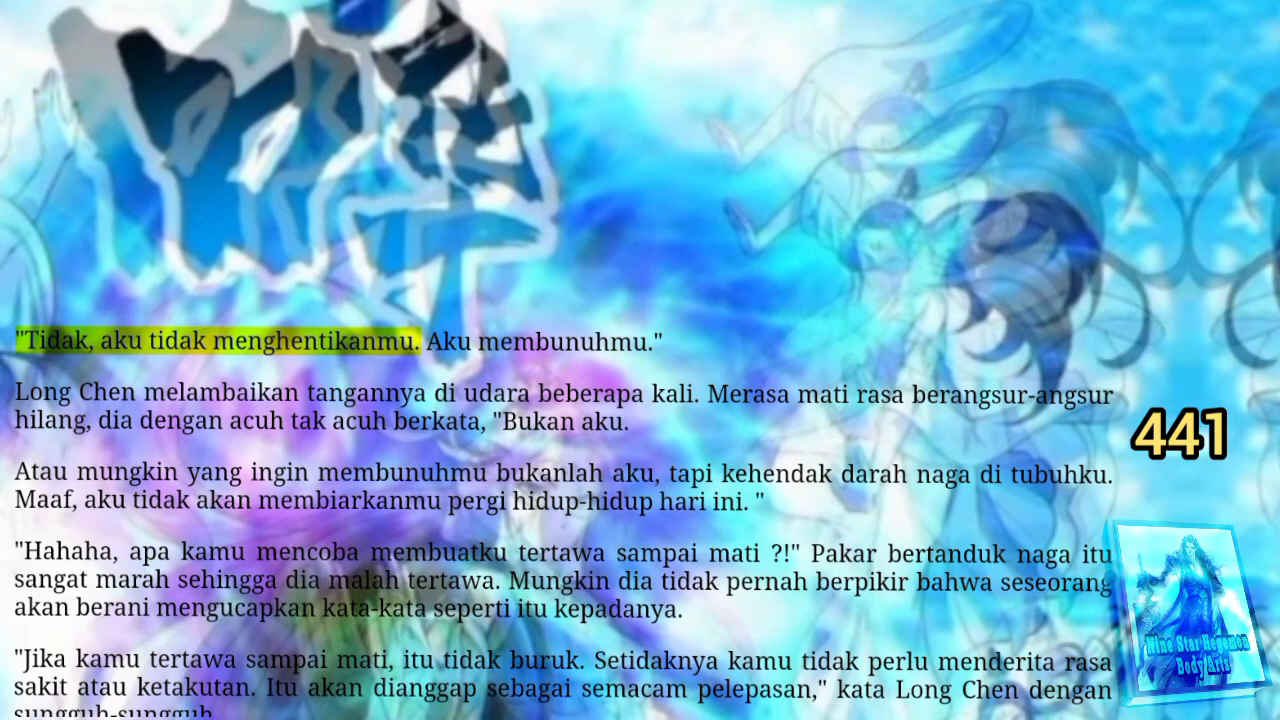 "Tidak, aku tidak menghentikanmu. Aku membunuhmu."
Long Chen melambaikan tangannya di udara beberapa kali. Merasa mati rasa berangsur-angsur
hilang, dia dengan acuh tak acuh berkata, "Bukan aku.
Atau mungkin yang ingin membunuhmu bukanlah aku, tapi kehendak darah naga di tubuhku.
Maaf, aku tidak akan membiarkanmu pergi hidup-hidup hari ini. "
"Hahaha, apa kamu mencoba membuatku tertawa sampai mati ?!" Pakar bertanduk naga itu
sangat marah sehingga dia malah tertawa. Mungkin dia tidak pernah berpikir bahwa seseorang
akan berani mengucapkan kata-kata seperti itu kepadanya.
"Jika kamu tertawa sampai mati, itu tidak buruk. Setidaknya kamu tidak perlu menderita rasa
sakit atau ketakutan. Itu akan dianggap sebagai semacam pelepasan," kata Long Chen dengan
sungguh-sungguh.
441
Nine Star Hegemon
Body Arts